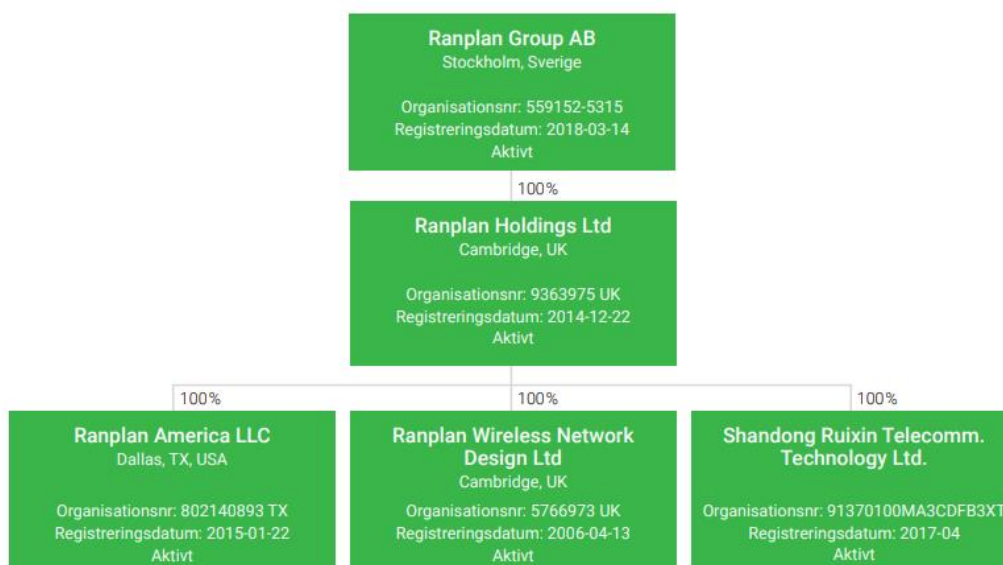 Ranplan Group AB
Stockholm, Sverige
Organisationsnr: 559152-5315
Registreringsdatum: 2018-03-14
Aktivt
100%
Ranplan Holdings Ltd
Cambridge, UK
Organisationsnr: 9363975 UK
Registreringsdatum: 2014-12-22
Aktivt
100%
Ranplan America LLC
Dallas, TX, USA
Organisationsnr: 802140893 TX
Registreringsdatum: 2015-01-22
Aktivt
100%
Ranplan Wireless Network
Design Ltd
Cambridge, UK
Organisationsnr: 5766973 UK
Registreringsdatum: 2006-04-13
Aktivt
100%
Shandong Ruixin Telecomm.
Technology Ltd.
Organisationsnr: 91370100MA3CDFB3XT
Registreringsdatum: 2017-04
Aktivt